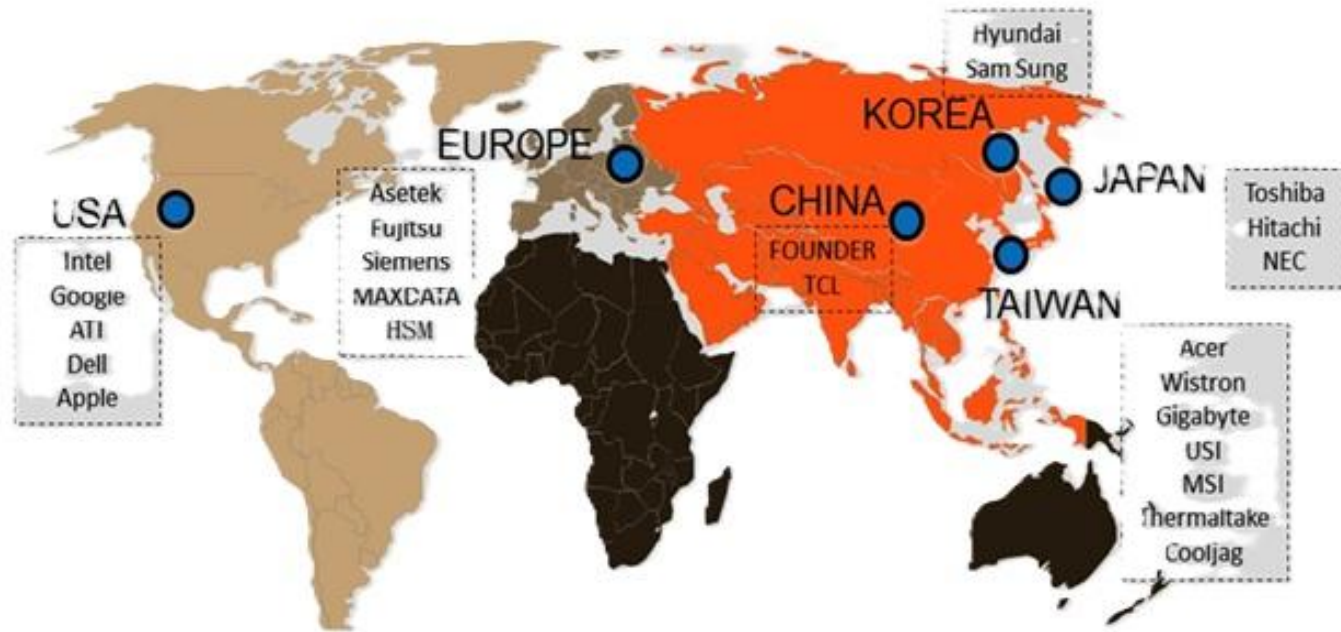 Hyundai
Sam Sung
KOREA
EUROPE
JAPAN
Toshiba
Hitachi
NEC
USA
Intel
Google
ATI
Dell
Apple
Asetek
Fujitsu
Siemens
MAXDATA
HSM
CHINA
FOUNDER
TCL
TAIWAN
Acer
Wistron
Gigabyte
USI
MSI
Thermaltake
Cooljag